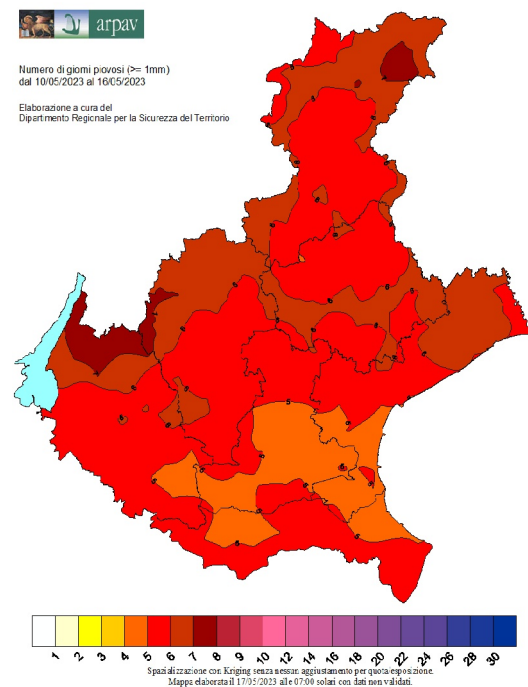 arpav
Numero di giorni piovosi (>= 1mm)
dal 10/05/2023 al 16/05/2023
Elaborazione a cura del
Dipartimento Regionale per la Sicurezza del Territorio
1 2 3 4 5 6 7 8 9 10 12 14 16 18 20 22 24 26 28 30
Spazializzazione con Kriging senza nessun aggiustamento per quota/esposizione.
Mappa elaborata il 17/05/2023 alle 07:00 solari con dati non validati.